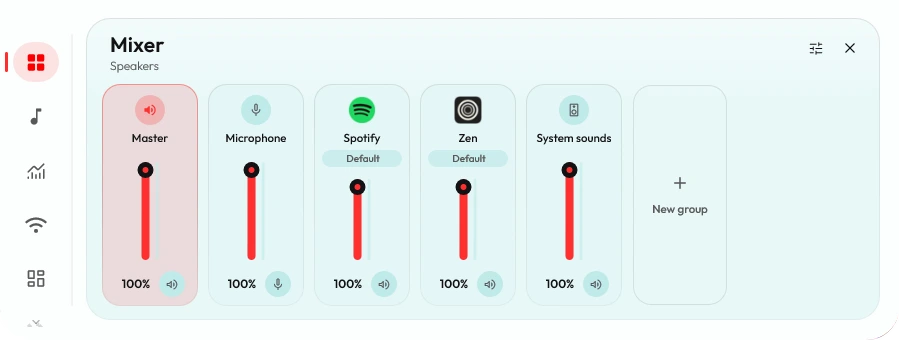 Mixer
Speakers
Master
Microphone
Spotify
Zen
System sounds
Default
Default
New group
100%
100%
100%
100%
100%